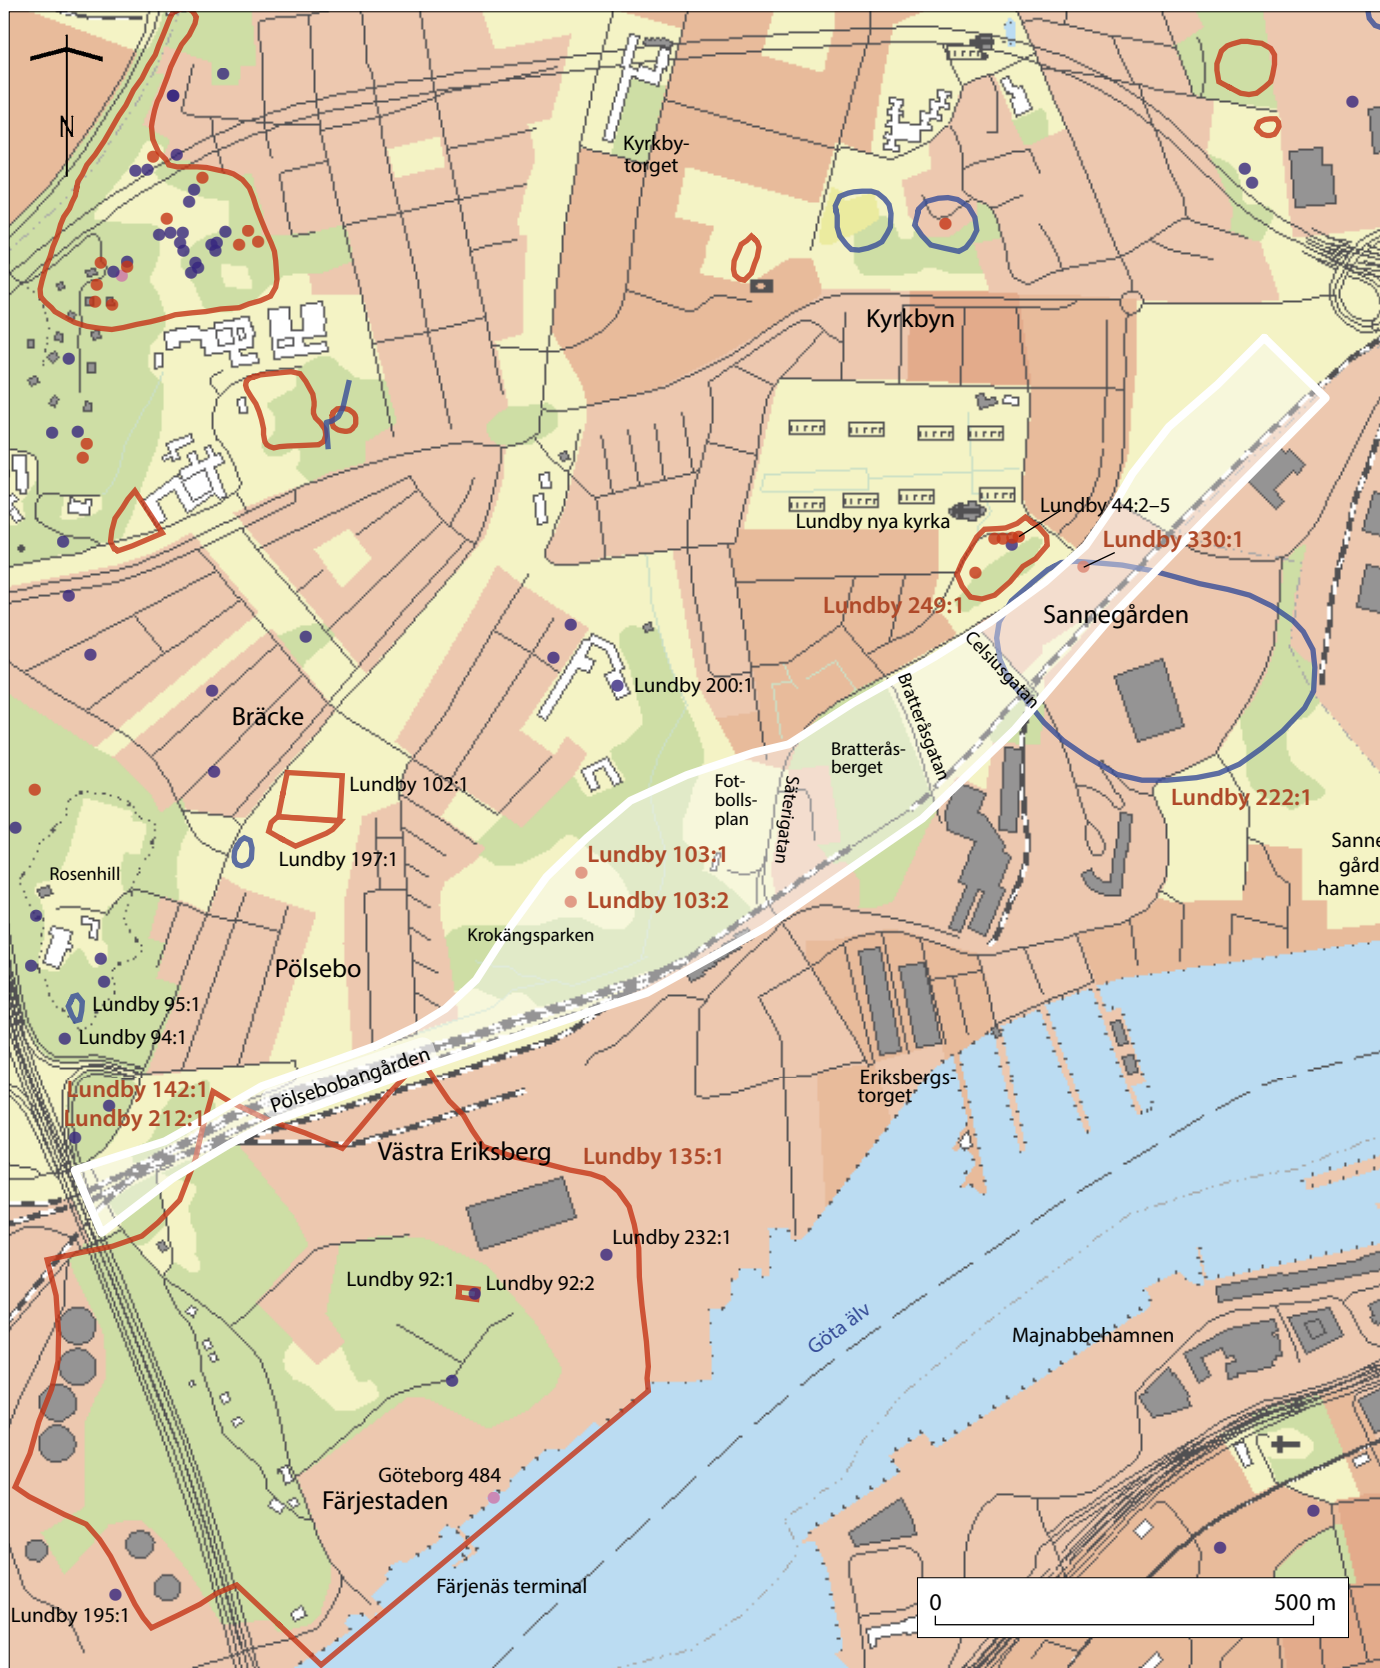 N
Kyrkby-
torget
Kyrkbyn
Lundby 44:2–5
Lundby nya kyrka
Lundby 330:1
Lundby 249:1
Sannegården
Celsiusgatan
Lundby 200:1
Bratteråsgatan
Bräcke
Bratterås-
berget
Fot-
bolls-
plan
Säterigatan
Lundby 102:1
Lundby 222:1
Lundby 197:1
Lundby 103:1
Sanne
gård
hamne
Rosenhill
Lundby 103:2
Krokängsparken
Pölsebo
Lundby 95:1
Lundby 94:1
Pölsebobangården
Eriksbergs-
torget
Lundby 142:1
Lundby 212:1
Västra Eriksberg
Lundby 135:1
Lundby 232:1
Lundby 92:1
Lundby 92:2
Göta älv
Majnabbehamnen
Göteborg 484
Färjestaden
Färjenäs terminal
Lundby 195:1
0 500 m